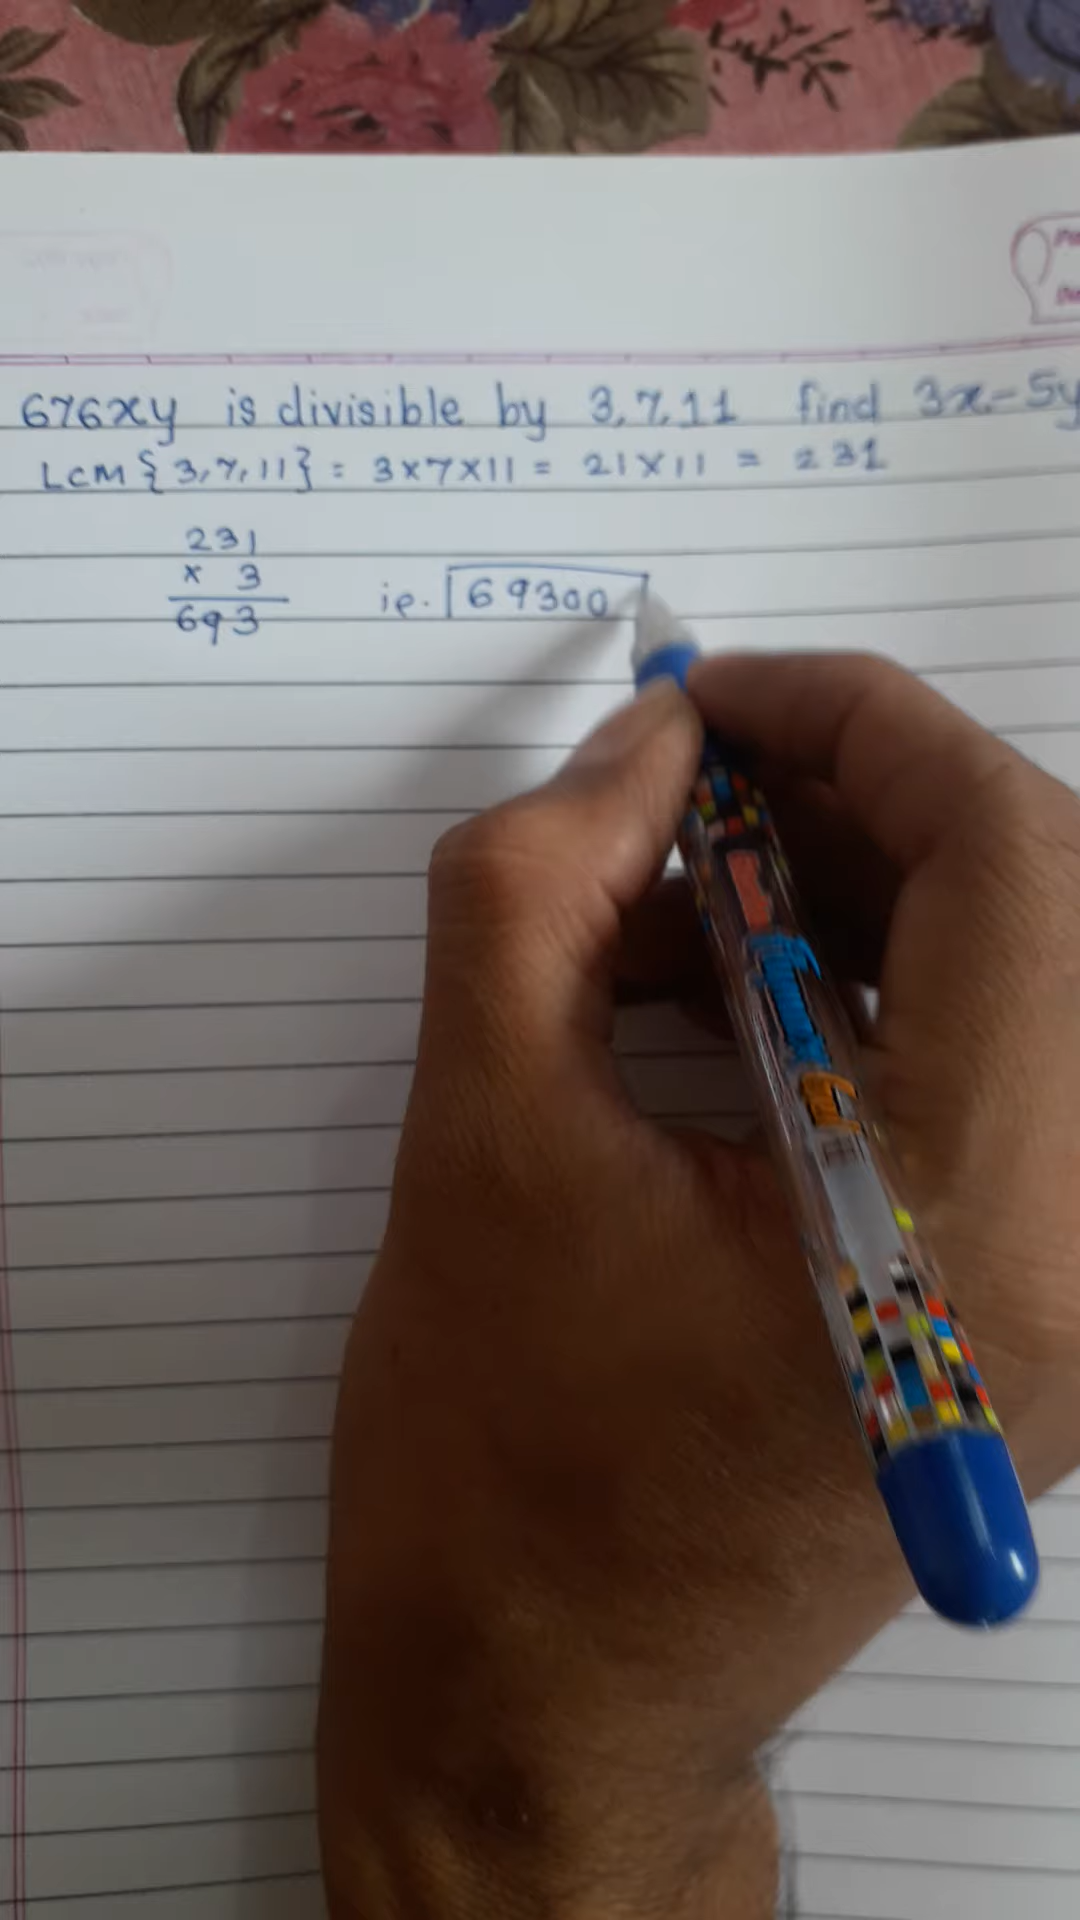 676xy is divisible by 3,7,11 find 3x-5y
LCM {3,7,11} = 3×7×11 = 21×11 = 231
231
× 3
693
ie. 69300